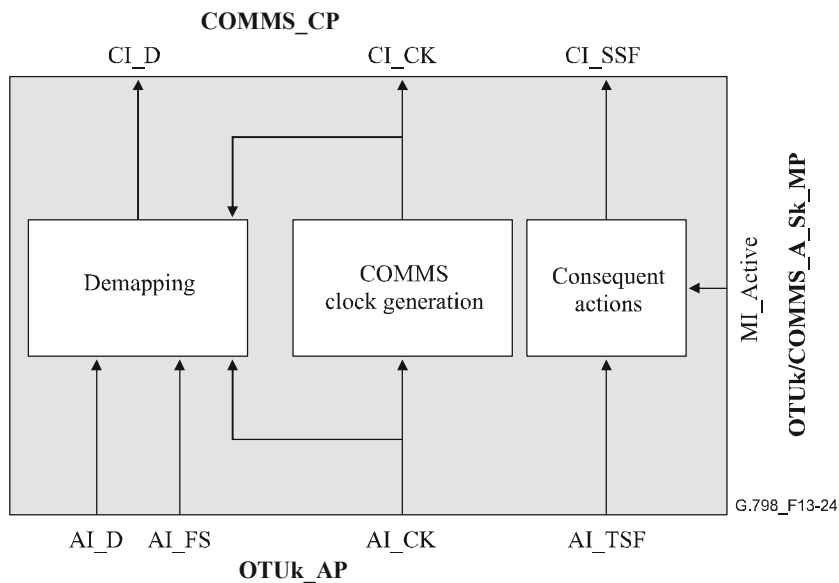 COMMS_CP
CI_D
CI_CK
CI_SSF
Demapping
COMMS
clock generation
Consequent
actions
MI_Active
OTUk/COMMS_A_Sk_MP
G.798_F13-24
AI_D
AI_FS
AI_CK
AI_TSF
OTUk_AP